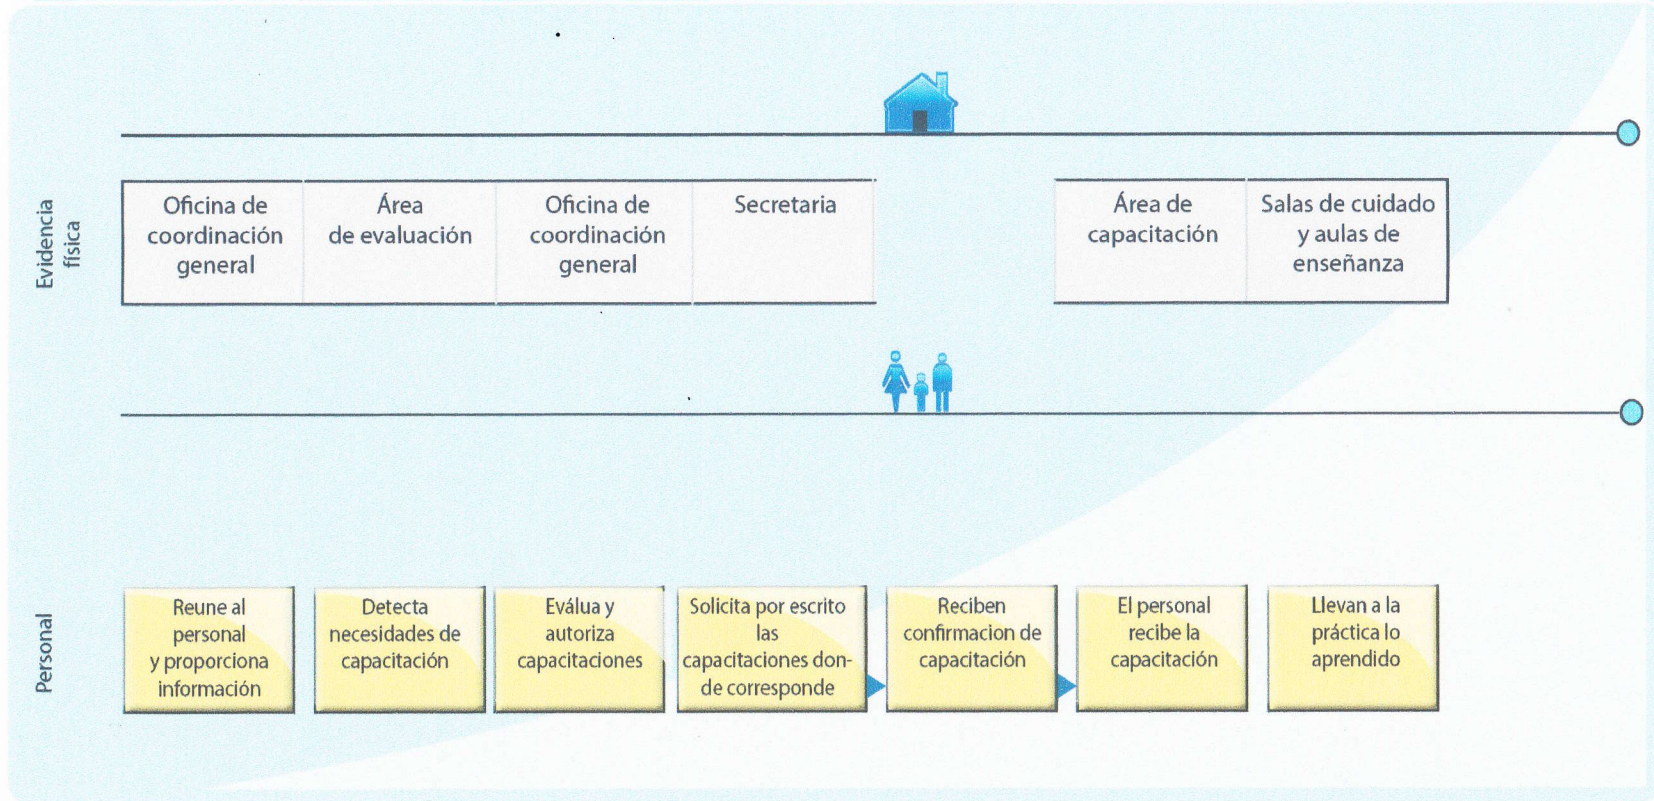 Evidencia
física
Oficina de
coordinación
general
Área
de evaluación
Oficina de
coordinación
general
Secretaria
Área de
capacitación
Salas de cuidado
y aulas de
enseñanza
Personal
Reune al
personal
y proporciona
información
Detecta
necesidades de
capacitación
Eválua y
autoriza
capacitaciones
Solicita por escrito
las
capacitaciones don-
de corresponde
Reciben
confirmacion de
capacitación
El personal
recibe la
capacitación
Llevan a la
práctica lo
aprendido